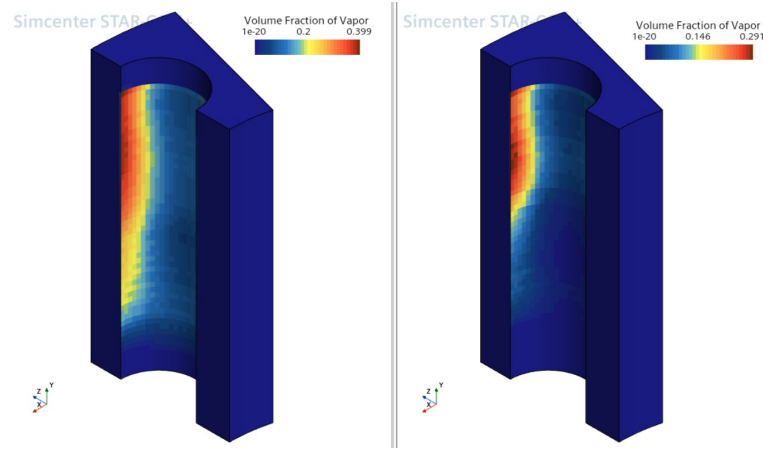 Simcenter STAR-CCM+
Volume Fraction of Vapor
1e-20 0.2 0.399
Z Y X
Simcenter STAR-CCM+
Volume Fraction of Vapor
1e-20 0.146 0.291
Z Y X